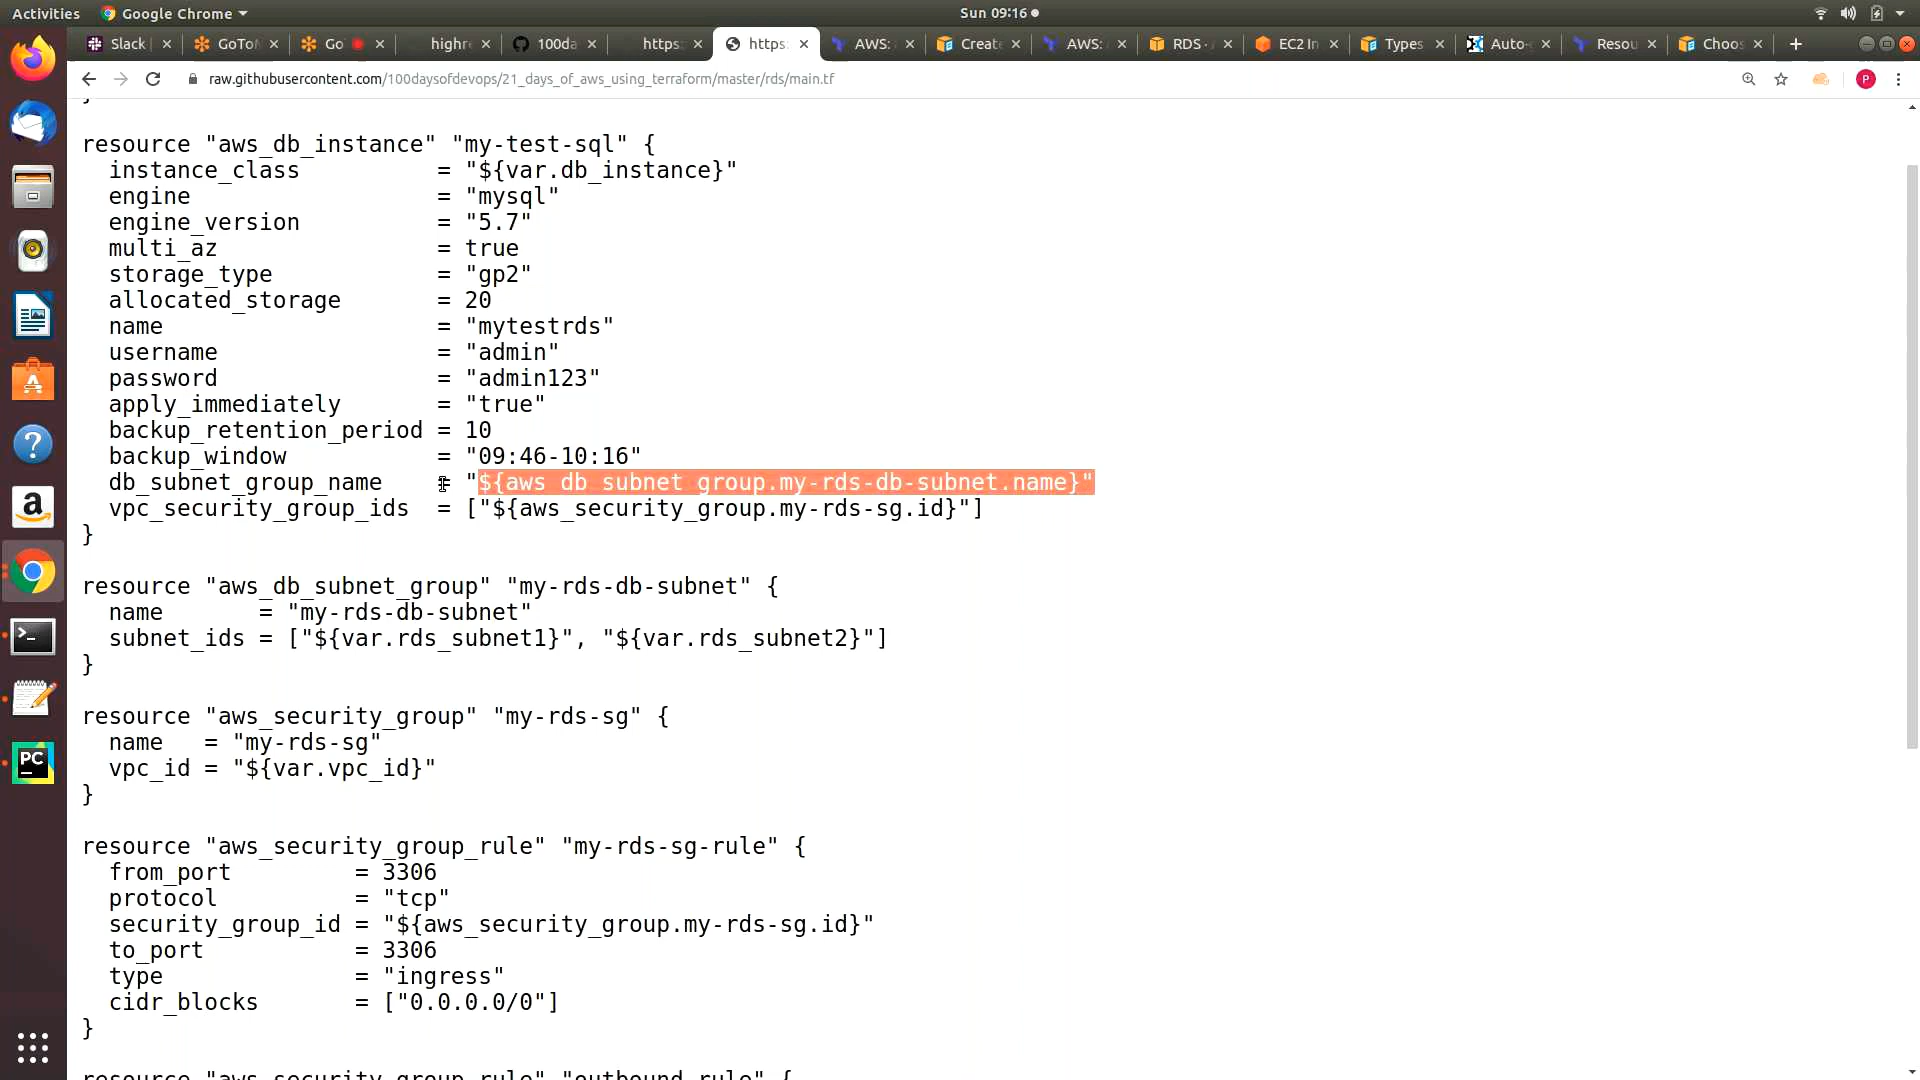 Activities
Google Chrome
Sun 09:16
Slack
GoToM
Go
highre
100da
https:
https:
AWS:
Create
AWS:
RDS ·
EC2 In
Types
Auto-
Resou
Choos
raw.githubusercontent.com/100daysofdevops/21_days_of_aws_using_terraform/master/rds/main.tf
P
}
resource "aws_db_instance" "my-test-sql" {
instance_class = "${var.db_instance}"
engine = "mysql"
engine_version = "5.7"
multi_az = true
storage_type = "gp2"
allocated_storage = 20
name = "mytestrds"
username = "admin"
password = "admin123"
apply_immediately = "true"
backup_retention_period = 10
backup_window = "09:46-10:16"
db_subnet_group_name = "${aws_db_subnet_group.my-rds-db-subnet.name}"
vpc_security_group_ids = ["${aws_security_group.my-rds-sg.id}"]
}
resource "aws_db_subnet_group" "my-rds-db-subnet" {
name = "my-rds-db-subnet"
subnet_ids = ["${var.rds_subnet1}", "${var.rds_subnet2}"]
}
resource "aws_security_group" "my-rds-sg" {
name = "my-rds-sg"
vpc_id = "${var.vpc_id}"
}
resource "aws_security_group_rule" "my-rds-sg-rule" {
from_port = 3306
protocol = "tcp"
security_group_id = "${aws_security_group.my-rds-sg.id}"
to_port = 3306
type = "ingress"
cidr_blocks = ["0.0.0.0/0"]
}
resource "aws_security_group_rule" "outbound_rule" {